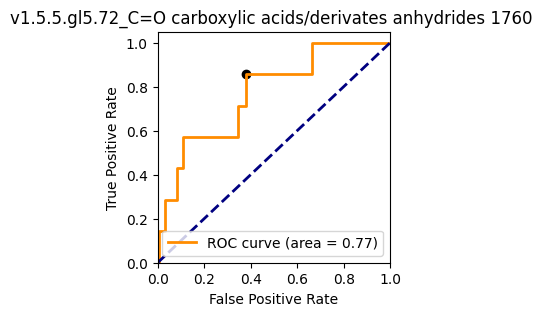 v1.5.5.gl5.72_C=O carboxylic acids/derivates anhydrides 1760
1.0
0.8
0.6
0.4
0.2
0.0
True Positive Rate
ROC curve (area = 0.77)
0.0 0.2 0.4 0.6 0.8 1.0
False Positive Rate